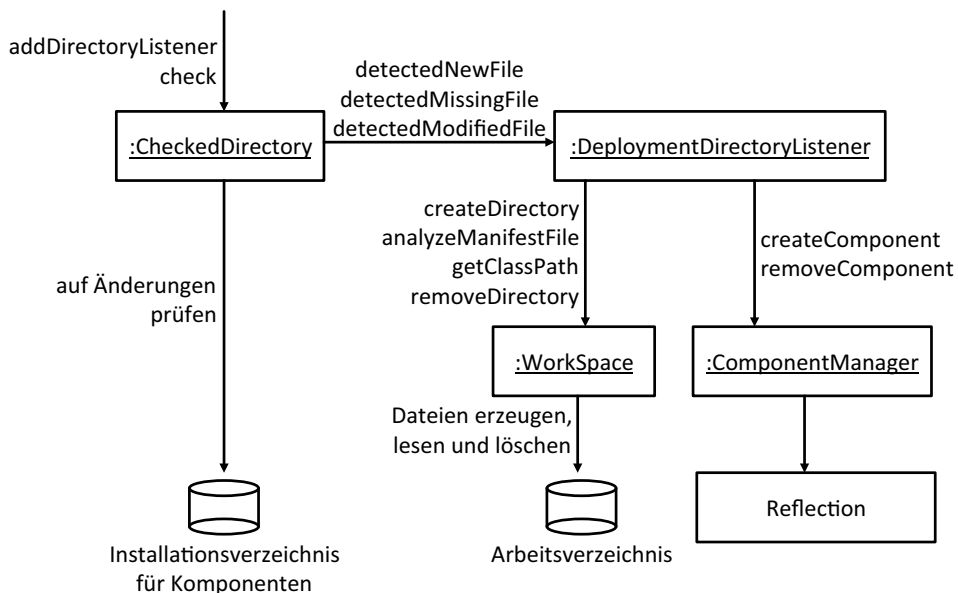 addDirectoryListener
check
detectedNewFile
detectedMissingFile
detectedModifiedFile
:CheckedDirectory
:DeploymentDirectoryListener
createDirectory
analyzeManifestFile
getClassPath
removeDirectory
createComponent
removeComponent
auf Änderungen
prüfen
:WorkSpace
:ComponentManager
Dateien erzeugen,
lesen und löschen
Reflection
Installationsverzeichnis
für Komponenten
Arbeitsverzeichnis